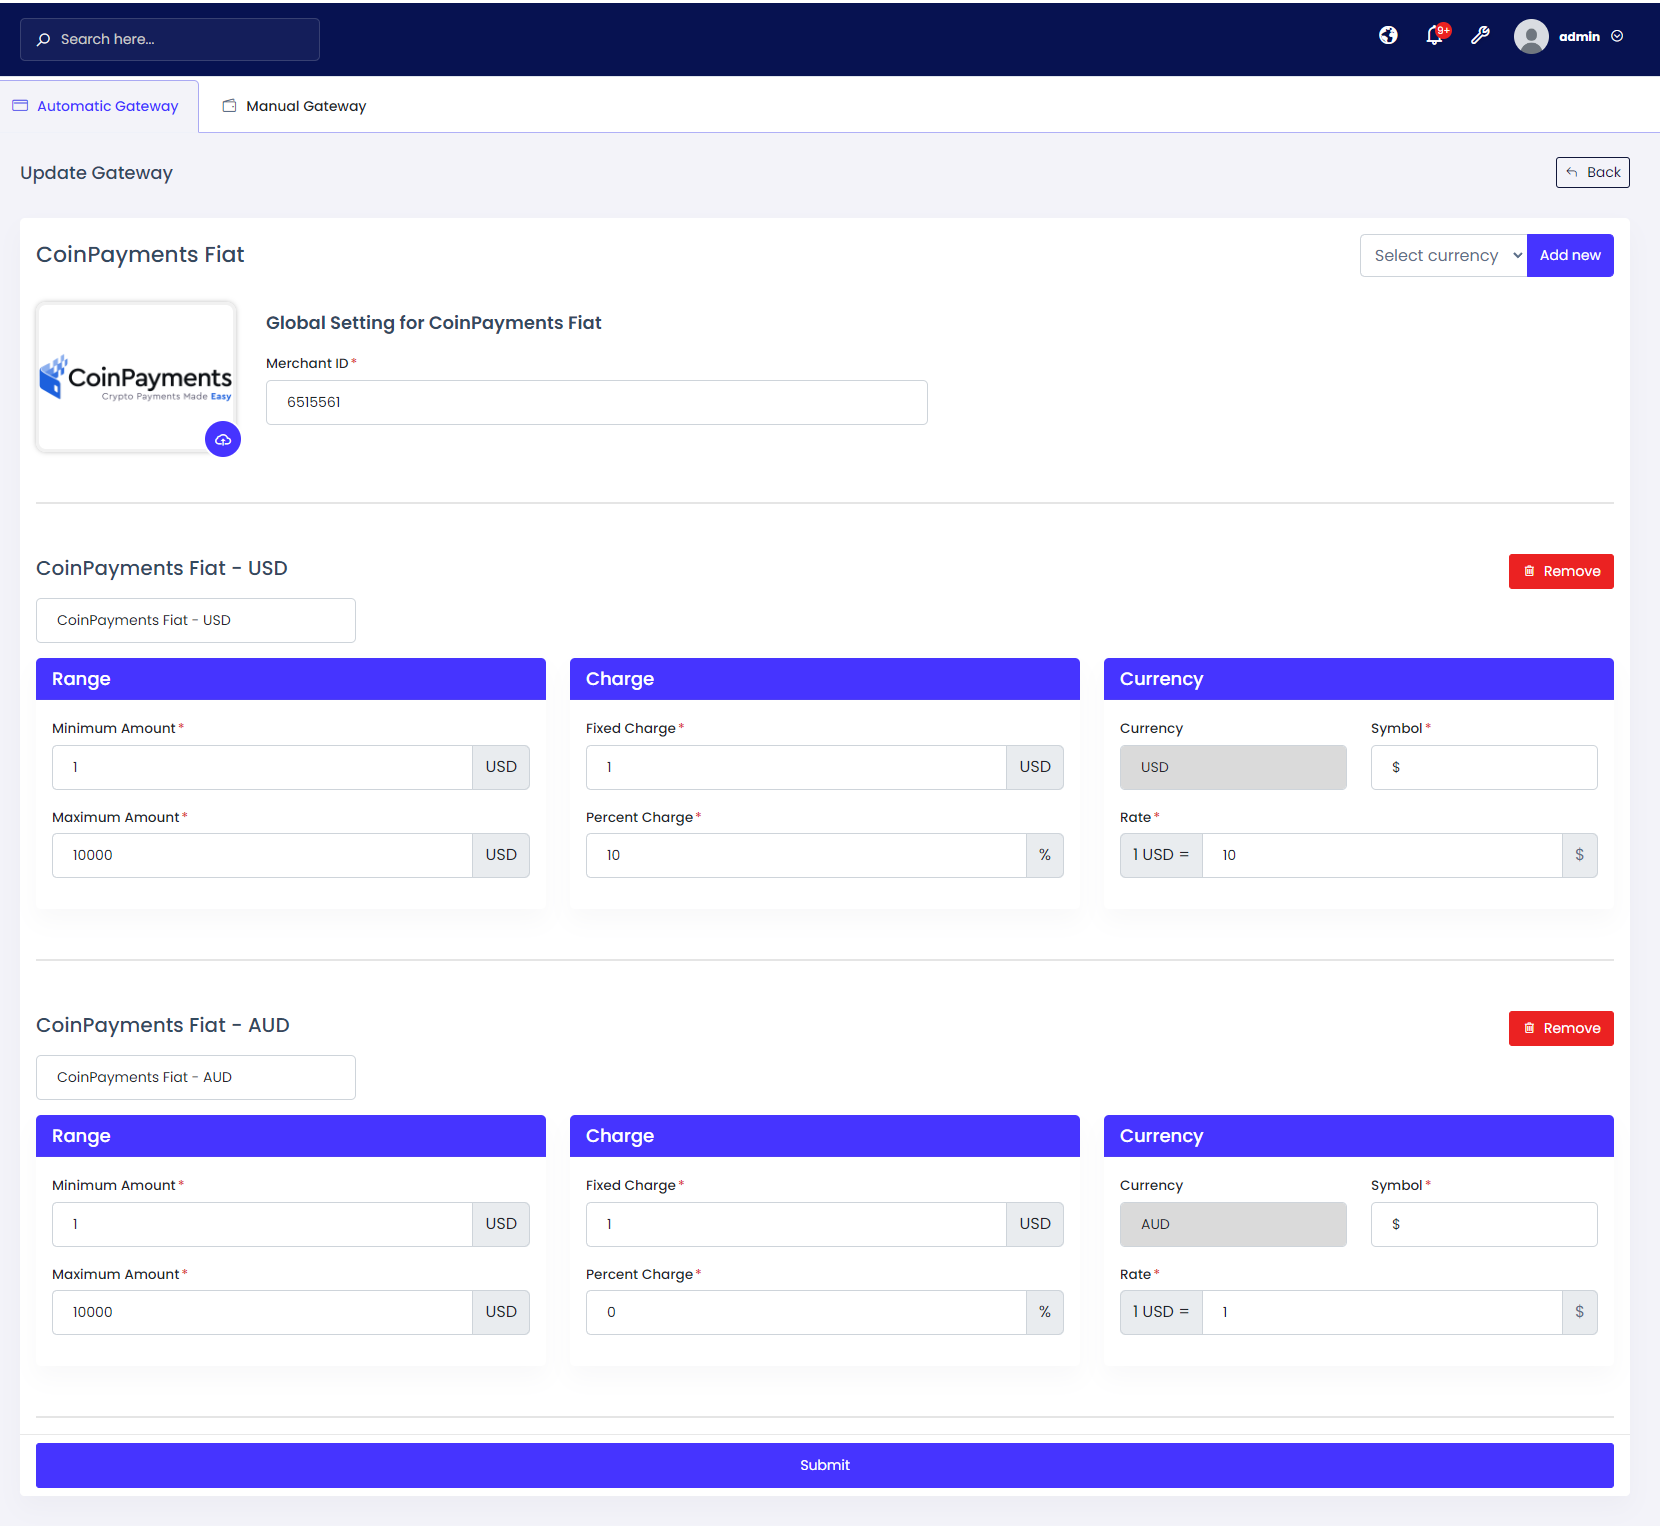 Search here...
9+
admin
Automatic Gateway
Manual Gateway
Update Gateway
Back
CoinPayments Fiat
Select currency
Add new
CoinPayments
Crypto Payments Made Easy
Global Setting for CoinPayments Fiat
Merchant ID*
6515561
CoinPayments Fiat - USD
Remove
CoinPayments Fiat - USD
Range
Minimum Amount*
1 USD
Maximum Amount*
10000 USD
Charge
Fixed Charge*
1 USD
Percent Charge*
10 %
Currency
Currency
USD
Symbol*
$
Rate*
1 USD = 10 $
CoinPayments Fiat - AUD
Remove
CoinPayments Fiat - AUD
Range
Minimum Amount*
1 USD
Maximum Amount*
10000 USD
Charge
Fixed Charge*
1 USD
Percent Charge*
0 %
Currency
Currency
AUD
Symbol*
$
Rate*
1 USD = 1 $
Submit